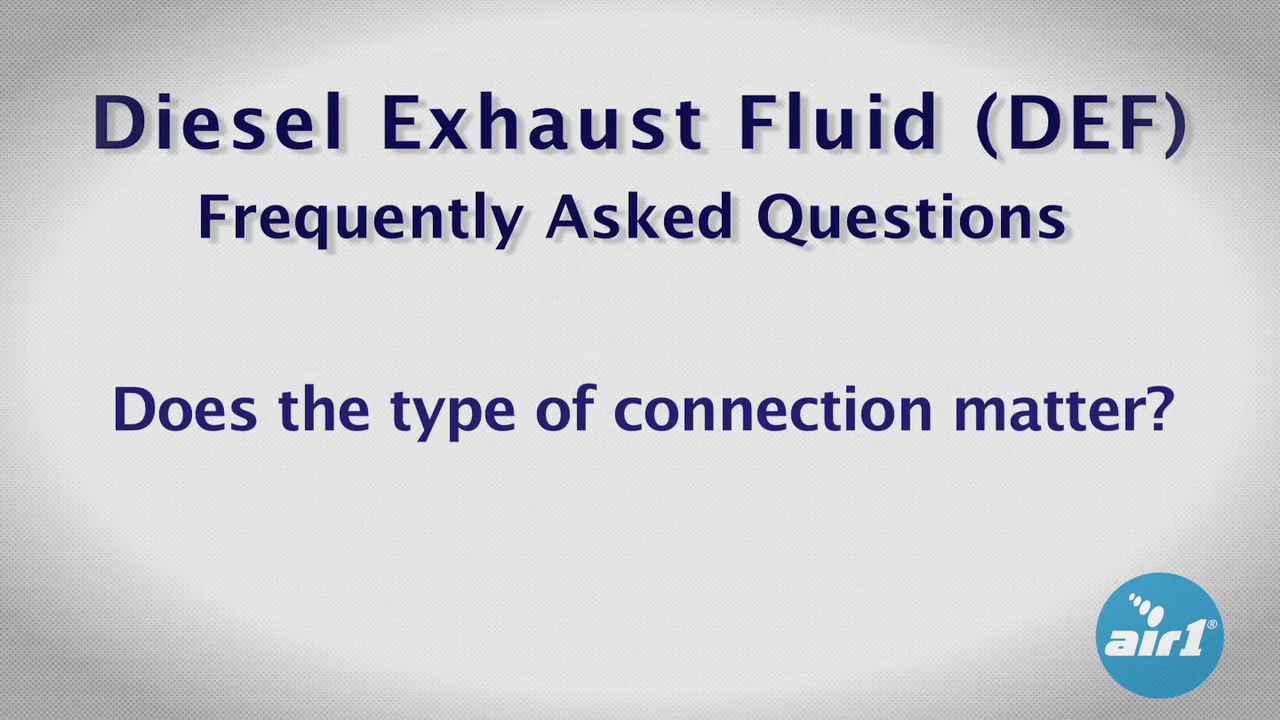 Diesel Exhaust Fluid (DEF)
Frequently Asked Questions
Does the type of connection matter?
air1®